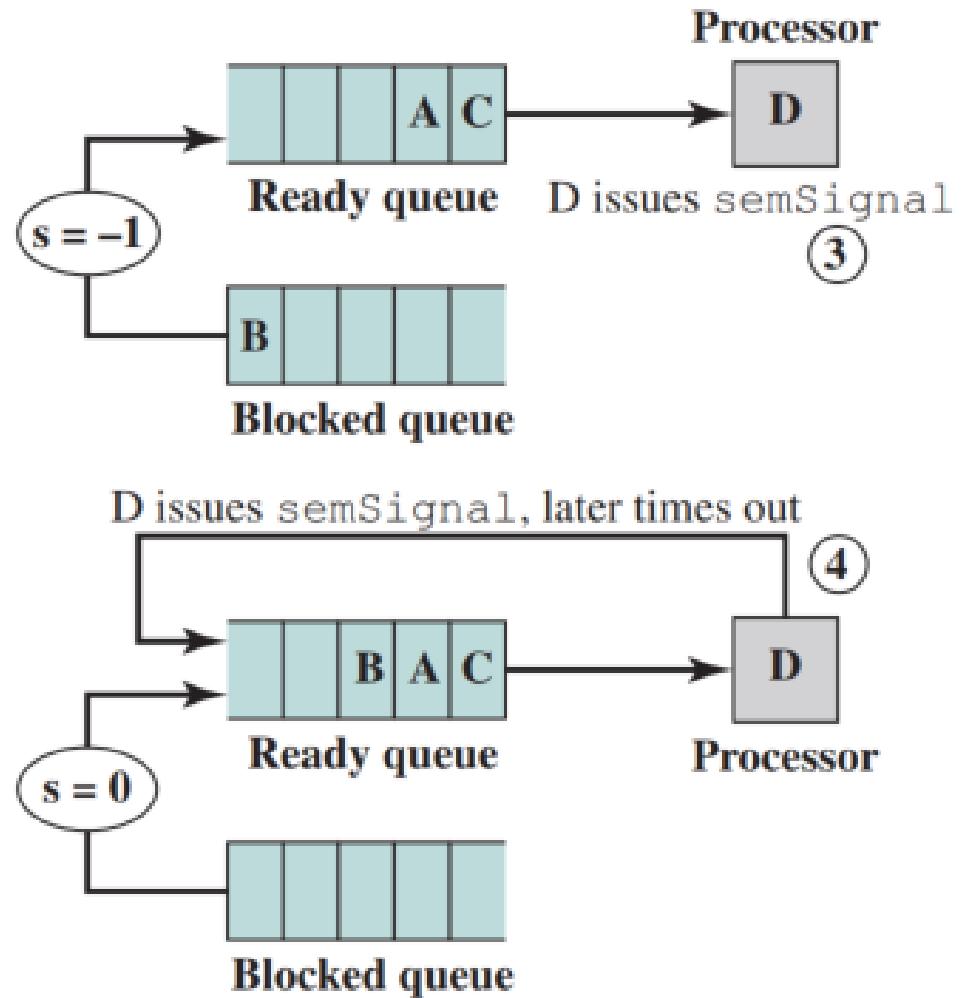 Processor
A C
D
Ready queue
D issues semSignal
3
s = –1
B
Blocked queue
D issues semSignal, later times out
4
B A C
D
Ready queue
Processor
s = 0
Blocked queue